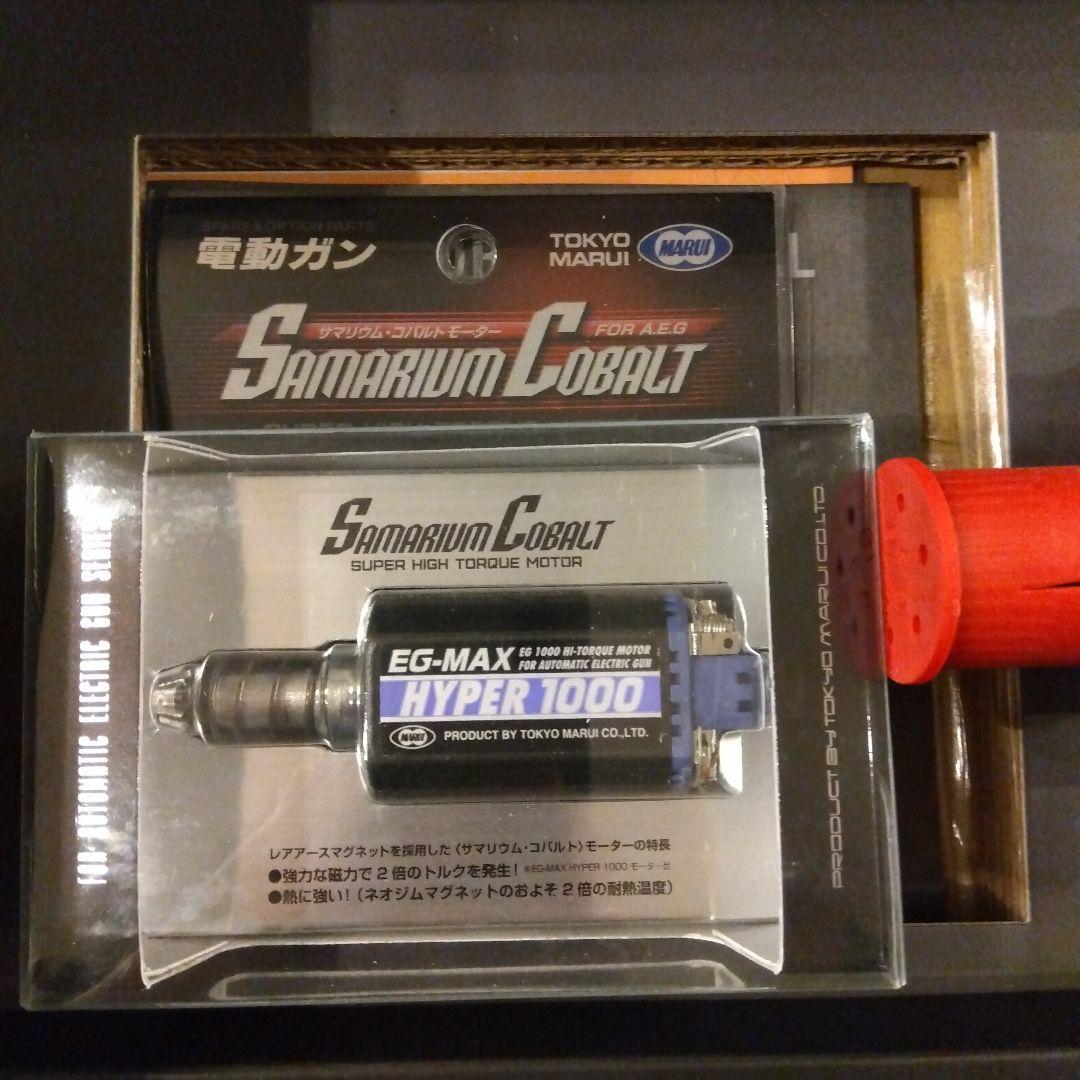 OPTION PARTS
電動ガン
TOKYO
MARUI
MARUI
サマリウム・コバルトモーター
FOR A.E.G
SAMARIUM COBALT
L
FOR AUTOMATIC ELECTRIC GUN SERIES
SAMARIUM COBALT
SUPER HIGH TORQUE MOTOR
EG-MAX
EG 1000 HI-TORQUE MOTOR
FOR AUTOMATIC ELECTRIC GUN
HYPER 1000
MARUI
PRODUCT BY TOKYO MARUI CO.,LTD.
レアアースマグネットを採用した〈サマリウム・コバルト〉モーターの特長
●強力な磁力で2倍のトルクを発生！※EG-MAX HYPER 1000 モーター比
●熱に強い！（ネオジムマグネットのおよそ2倍の耐熱温度）
PRODUCT BY TOKYO MARUI CO.LTD.